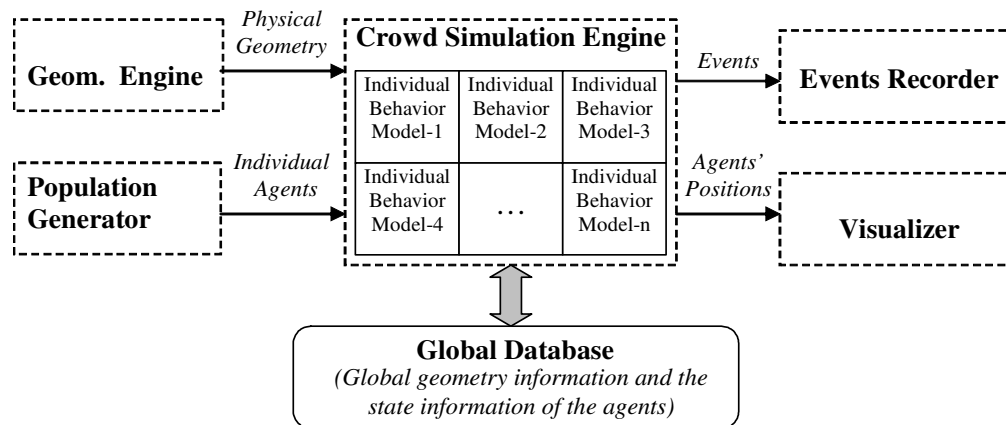 Physical
Geometry
Geom. Engine
Crowd Simulation Engine
Individual
Behavior
Model-1
Individual
Behavior
Model-2
Individual
Behavior
Model-3
Events
Events Recorder
Population
Generator
Individual
Agents
Individual
Behavior
Model-4
…
Individual
Behavior
Model-n
Agents’
Positions
Visualizer
Global Database
(Global geometry information and the
state information of the agents)